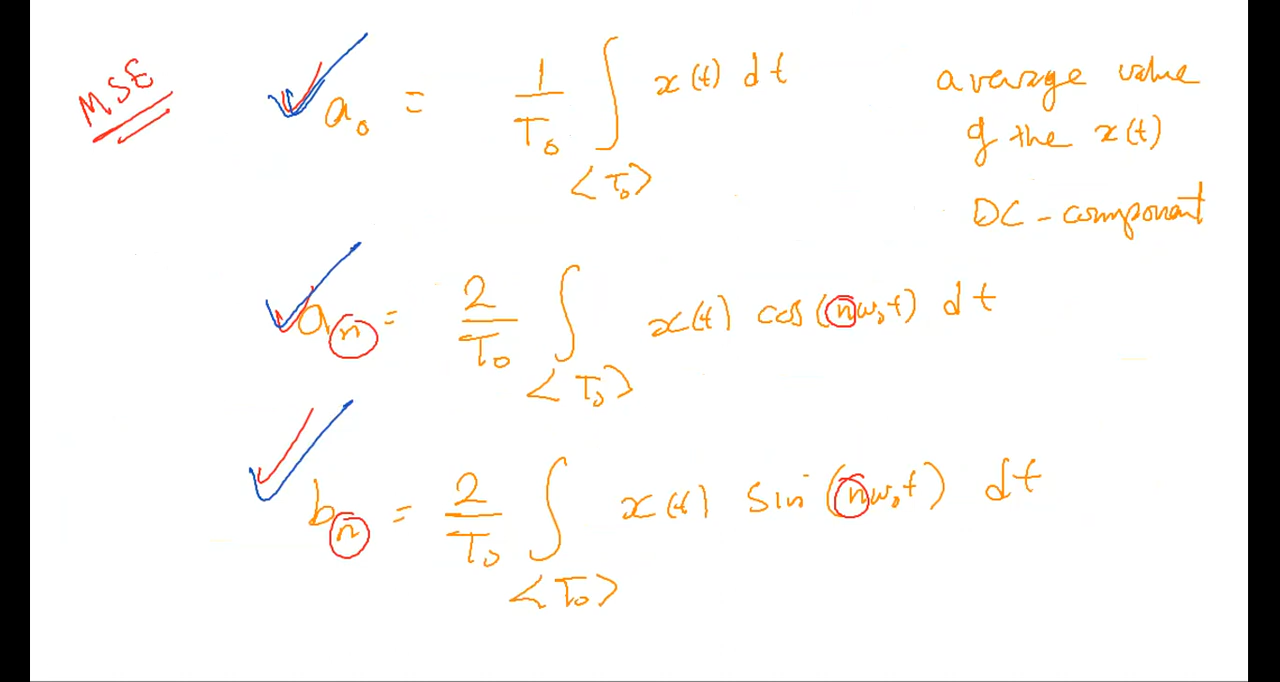 MSE
a₀ = 1/T₀ ∫<T₀> x(t) dt
average value
of the x(t)
DC - component
aₙ = 2/T₀ ∫<T₀> x(t) cos(nω₀t) dt
bₙ = 2/T₀ ∫<T₀> x(t) sin(nω₀t) dt